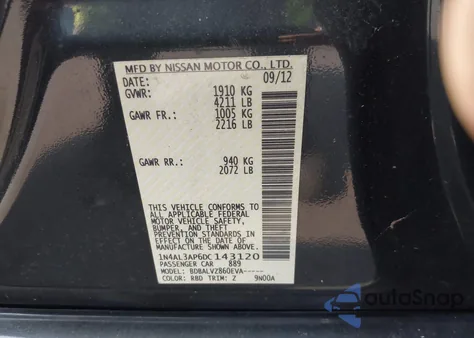 MFD BY NISSAN MOTOR CO., LTD.
DATE: 09/12
GVWR: 1910 KG
4211 LB
GAWR FR.: 1005 KG
2216 LB
GAWR RR.: 940 KG
2072 LB
THIS VEHICLE CONFORMS TO
ALL APPLICABLE FEDERAL
MOTOR VEHICLE SAFETY,
BUMPER, AND THEFT
PREVENTION STANDARDS
IN EFFECT ON THE DATE OF
MANUFACTURE SHOWN ABOVE.
1N4AL3AP6DC143120
PASSENGER CAR 889
MODEL: BDBALVZB60EVA-----
COLOR: RBD TRIM: Z 9N00A
autoSnap